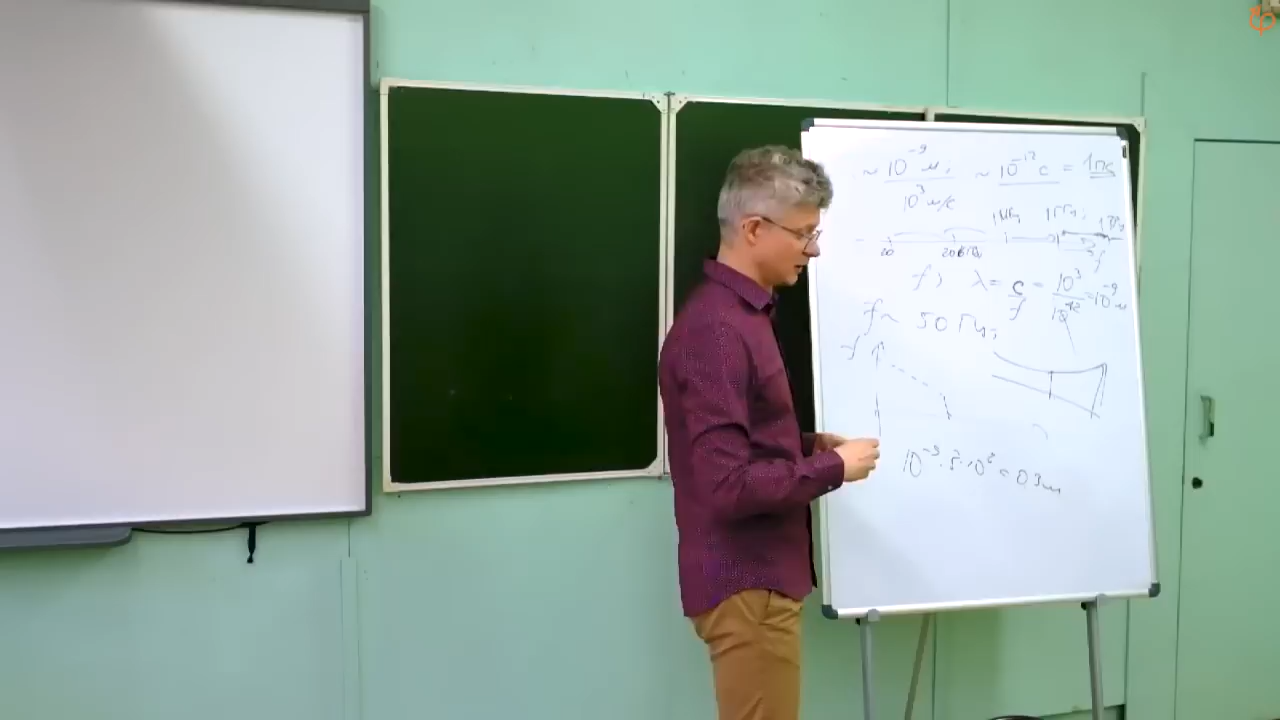 ~ 10⁻⁹ м, / 10³ м/с ~ 10⁻¹² с = 1пс
1МГц 1ГГц, 1ТГц
20 20кГц f
f, λ = c/f = 10³/10¹² = 10⁻⁹ м
f ~ 50 Гц,
10⁻⁹ · 3 · 10⁸ = 0,3 м